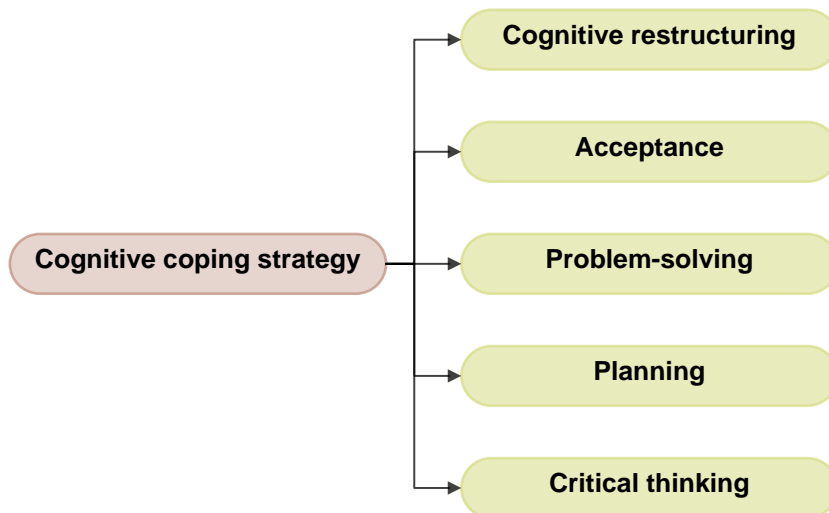 Cognitive restructuring
Acceptance
Cognitive coping strategy
Problem-solving
Planning
Critical thinking